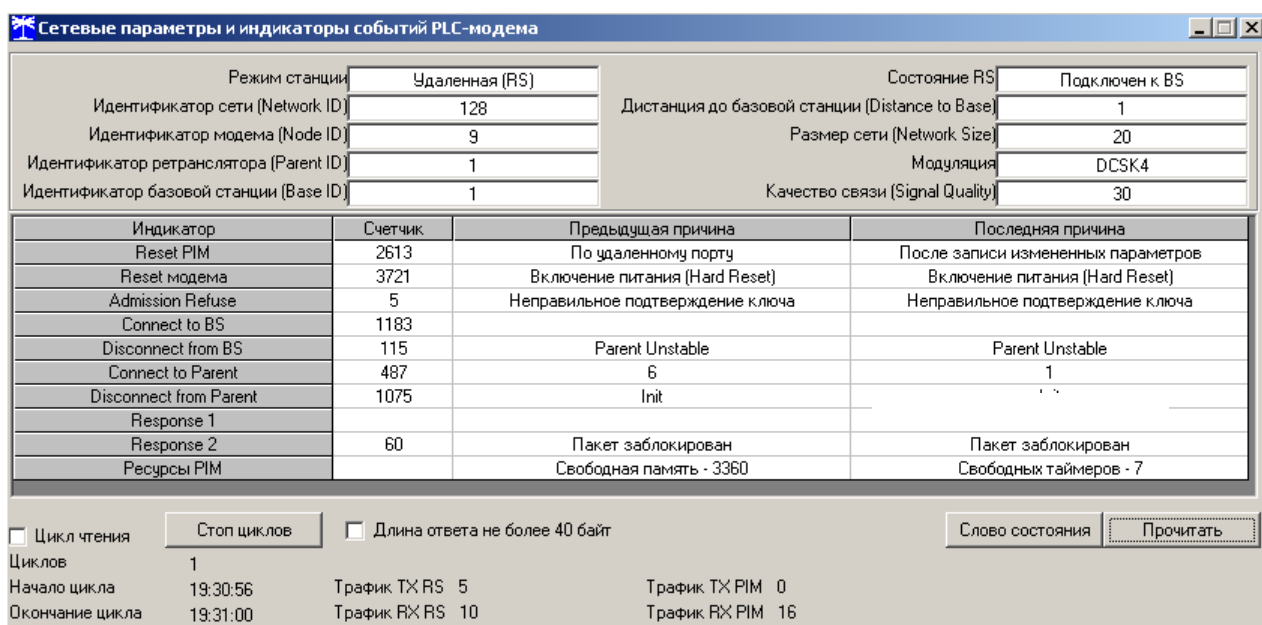 Сетевые параметры и индикаторы событий PLC-модема
Режим станции Удаленная (RS) Состояние RS Подключен к BS
Идентификатор сети (Network ID) 128 Дистанция до базовой станции (Distance to Base) 1
Идентификатор модема (Node ID) 9 Размер сети (Network Size) 20
Идентификатор ретранслятора (Parent ID) 1 Модуляция DCSK4
Идентификатор базовой станции (Base ID) 1 Качество связи (Signal Quality) 30
Индикатор Счетчик Предыдущая причина Последняя причина
Reset PIM 2613 По удаленному порту После записи измененных параметров
Reset модема 3721 Включение питания (Hard Reset) Включение питания (Hard Reset)
Admission Refuse 5 Неправильное подтверждение ключа Неправильное подтверждение ключа
Connect to BS 1183
Disconnect from BS 115 Parent Unstable Parent Unstable
Connect to Parent 487 6 1
Disconnect from Parent 1075 Init
Response 1
Response 2 60 Пакет заблокирован Пакет заблокирован
Ресурсы PIM Свободная память - 3360 Свободных таймеров - 7
Цикл чтения Стоп циклов Длина ответа не более 40 байт Слово состояния Прочитать
Циклов 1
Начало цикла 19:30:56 Трафик TX RS 5 Трафик TX PIM 0
Окончание цикла 19:31:00 Трафик RX RS 10 Трафик RX PIM 16